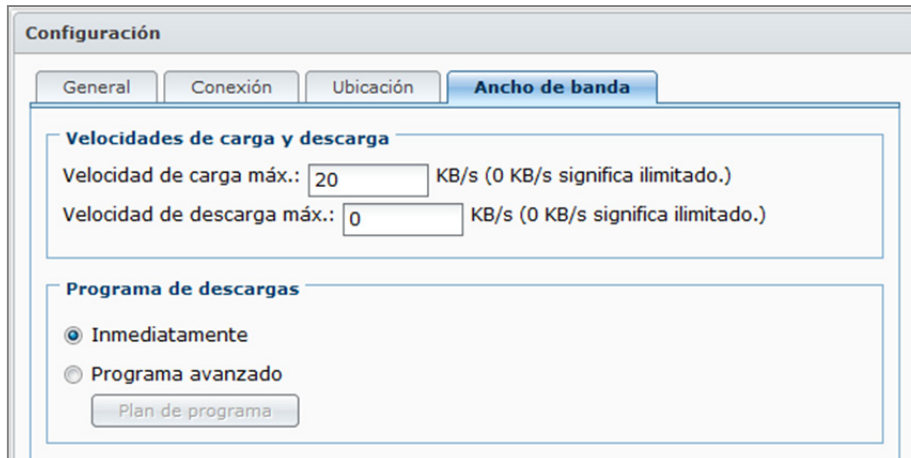 Configuración
General Conexión Ubicación Ancho de banda
Velocidades de carga y descarga
Velocidad de carga máx.: 20 KB/s (0 KB/s significa ilimitado.)
Velocidad de descarga máx.: 0 KB/s (0 KB/s significa ilimitado.)
Programa de descargas
Inmediatamente
Programa avanzado
Plan de programa